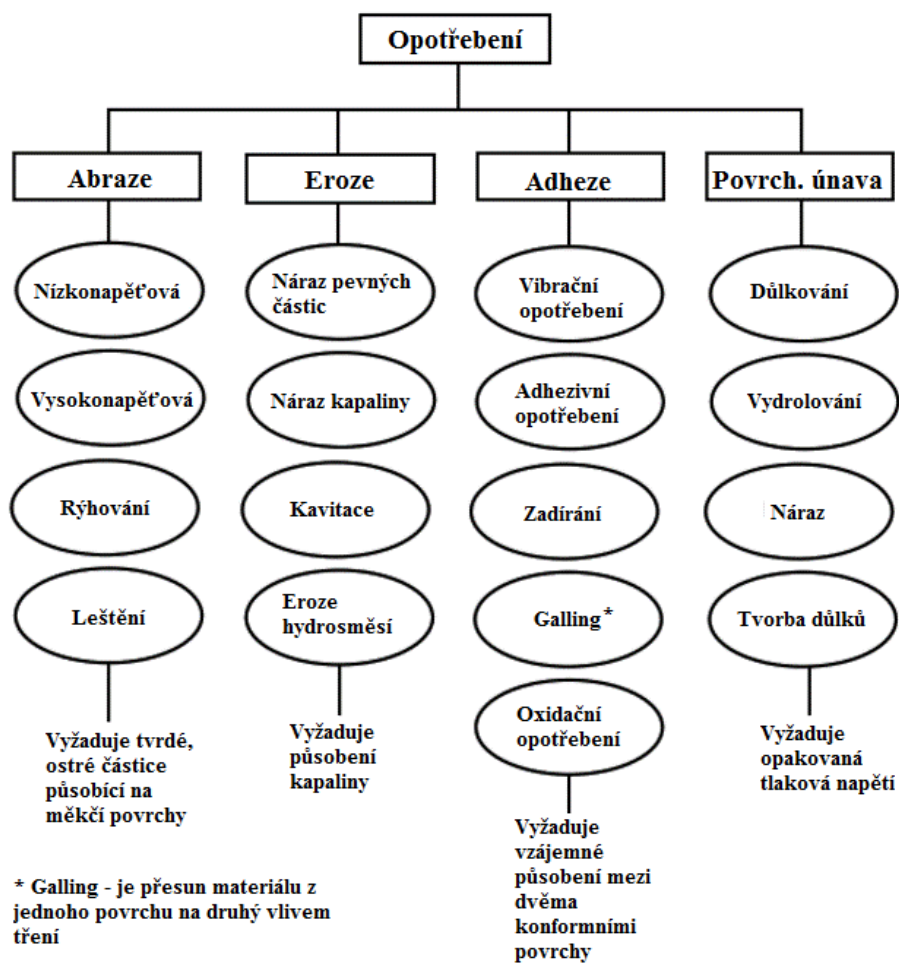 Opotřebení
Abraze
Eroze
Adheze
Povrch. únava
Nízkonapěťová
Vysokonapěťová
Rýhování
Leštění
Vyžaduje tvrdé,
ostré částice
působící na
měkčí povrchy
Náraz pevných
částic
Náraz kapaliny
Kavitace
Eroze
hydrosměsí
Vyžaduje
působení
kapaliny
Vibrační
opotřebení
Adhezivní
opotřebení
Zadírání
Galling*
Oxidační
opotřebení
Vyžaduje
vzájemné
působení mezi
dvěma
konformními
povrchy
Důlkování
Vydrolování
Náraz
Tvorba důlků
Vyžaduje
opakovaná
tlaková napětí
* Galling - je přesun materiálu z
jednoho povrchu na druhý vlivem
tření